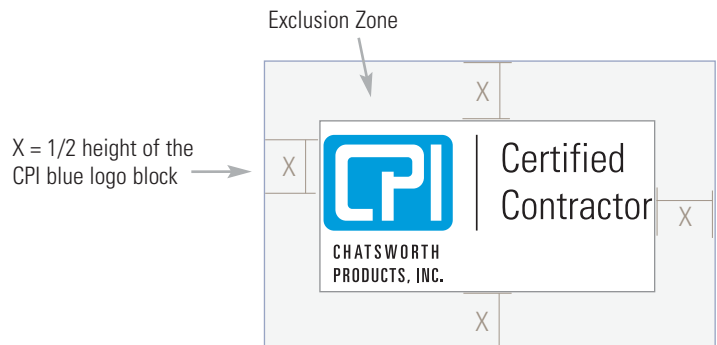 Exclusion Zone
X
X = 1/2 height of the
CPI blue logo block
X
CPI
Certified
Contractor
X
CHATSWORTH
PRODUCTS, INC.
X